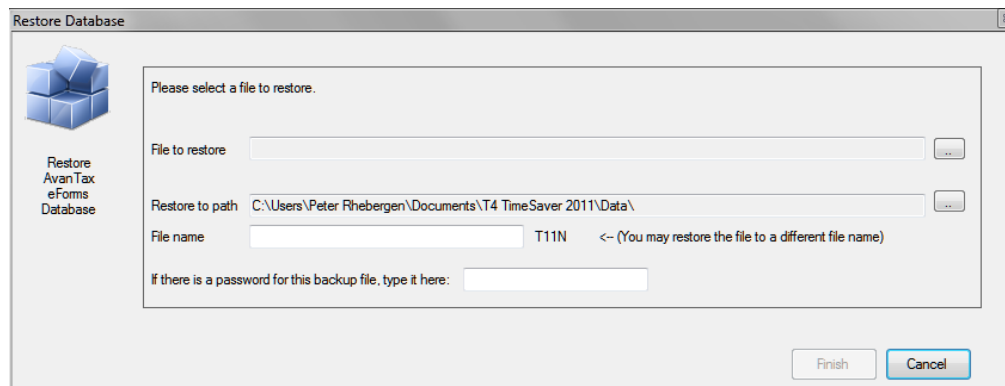 Restore Database
Restore
AvanTax
eForms
Database
Please select a file to restore.
File to restore
..
Restore to path C:\Users\Peter Rhebergen\Documents\T4 TimeSaver 2011\Data\ ..
File name T11N <-- (You may restore the file to a different file name)
If there is a password for this backup file, type it here:
Finish Cancel